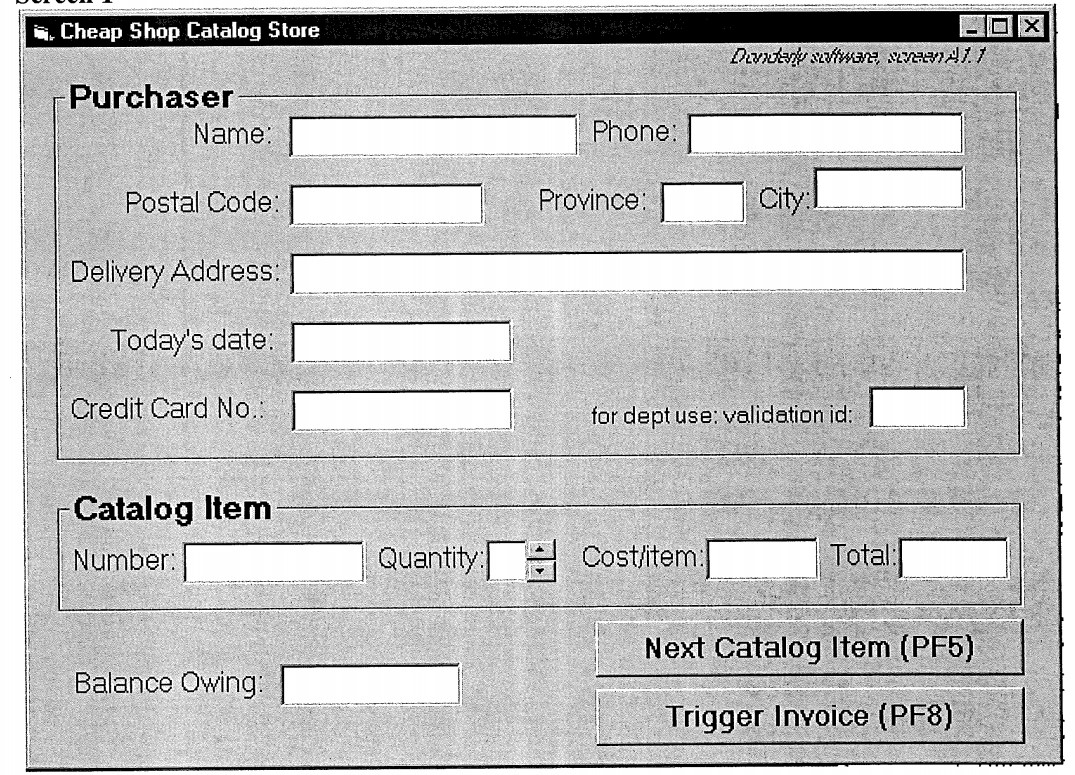 Screen 1
Cheap Shop Catalog Store
Donderly software, screen A1.1
Purchaser
Name: Phone:
Postal Code: Province: City:
Delivery Address:
Today's date:
Credit Card No.: for dept use: validation id:
Catalog Item
Number: Quantity: Cost/item: Total:
Next Catalog Item (PF5)
Balance Owing:
Trigger Invoice (PF8)